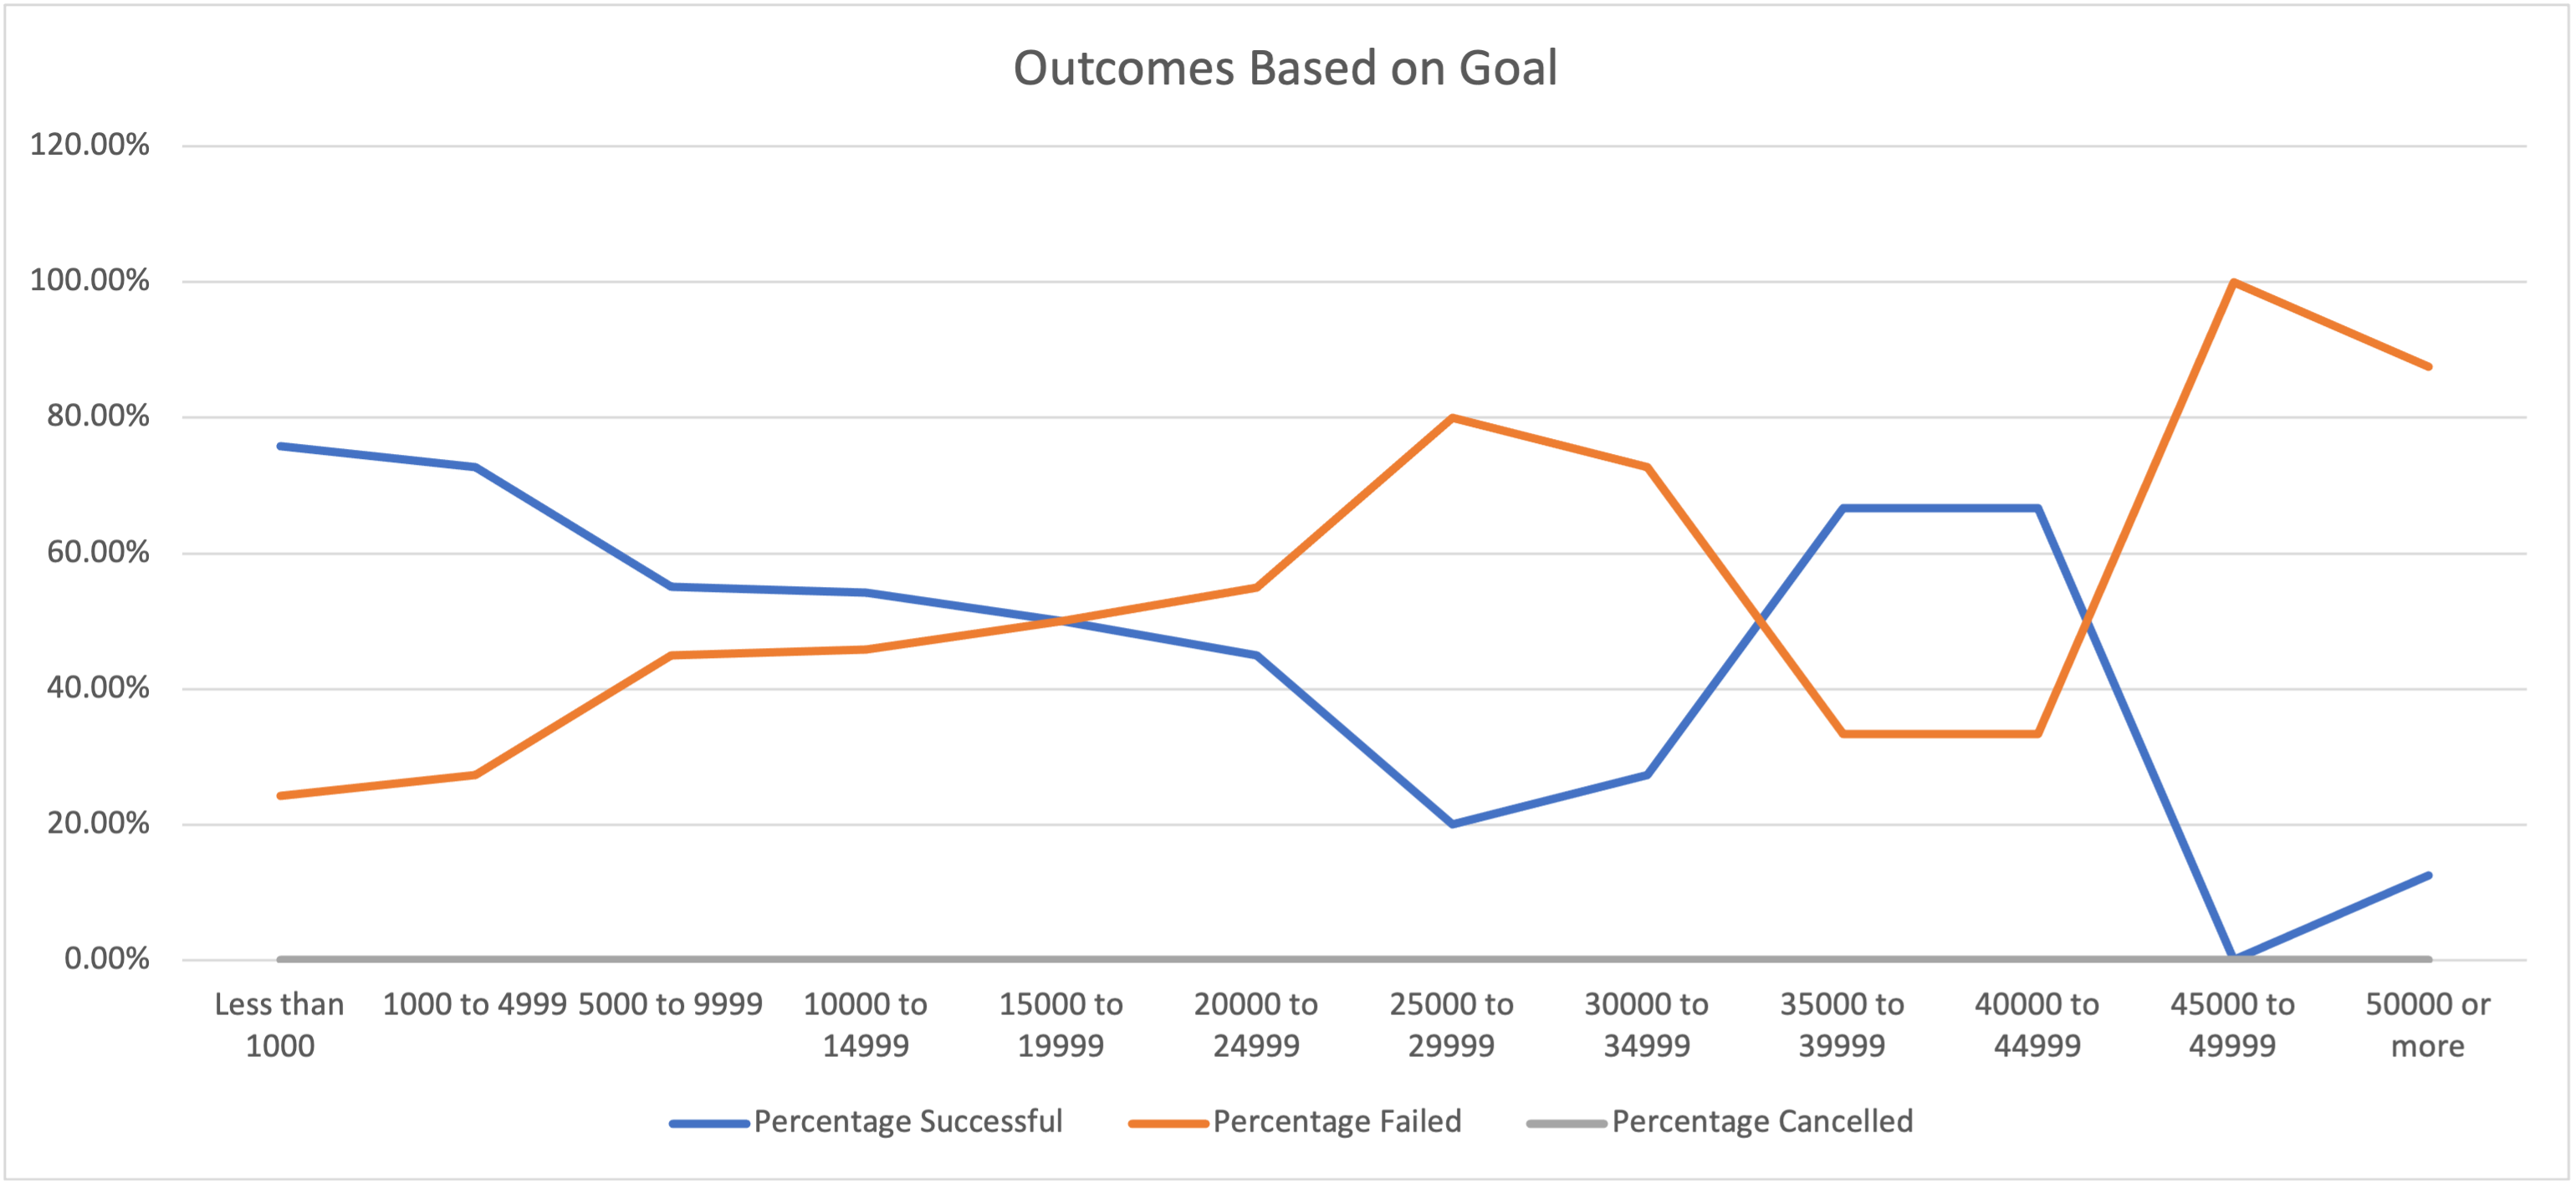 Outcomes Based on Goal
120.00%
100.00%
80.00%
60.00%
40.00%
20.00%
0.00%
Less than
1000
1000 to 4999
5000 to 9999
10000 to
14999
15000 to
19999
20000 to
24999
25000 to
29999
30000 to
34999
35000 to
39999
40000 to
44999
45000 to
49999
50000 or
more
Percentage Successful
Percentage Failed
Percentage Cancelled